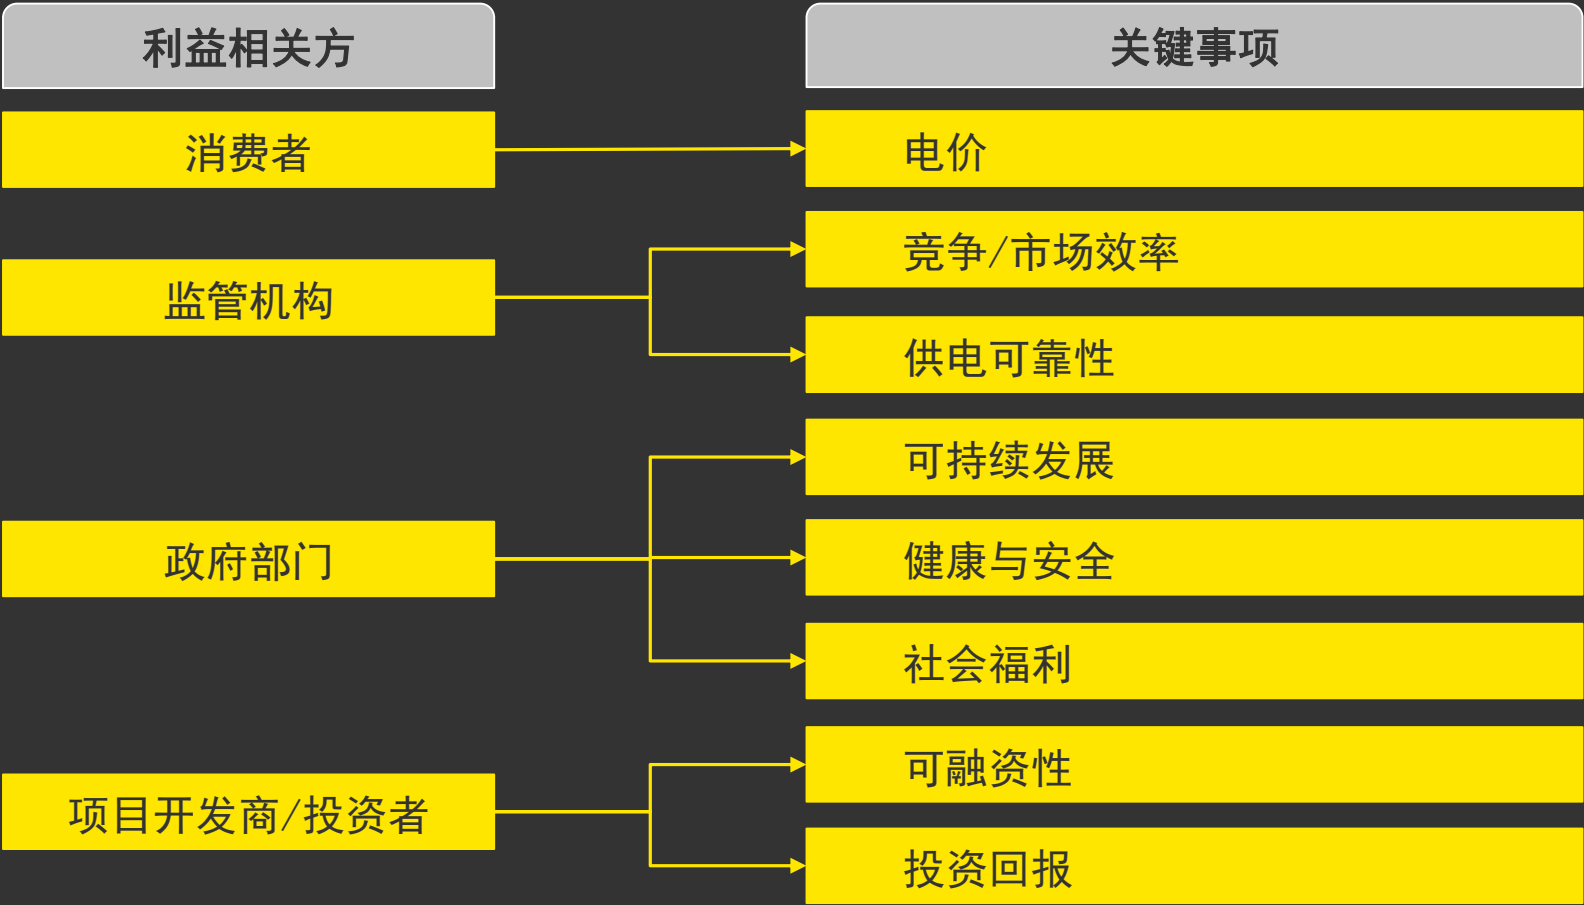 利益相关方
关键事项
消费者
电价
监管机构
竞争/市场效率
供电可靠性
政府部门
可持续发展
健康与安全
社会福利
项目开发商/投资者
可融资性
投资回报